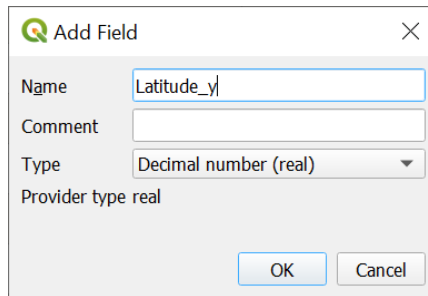 Add Field
Name Latitude_y
Comment
Type Decimal number (real)
Provider type real
OK Cancel